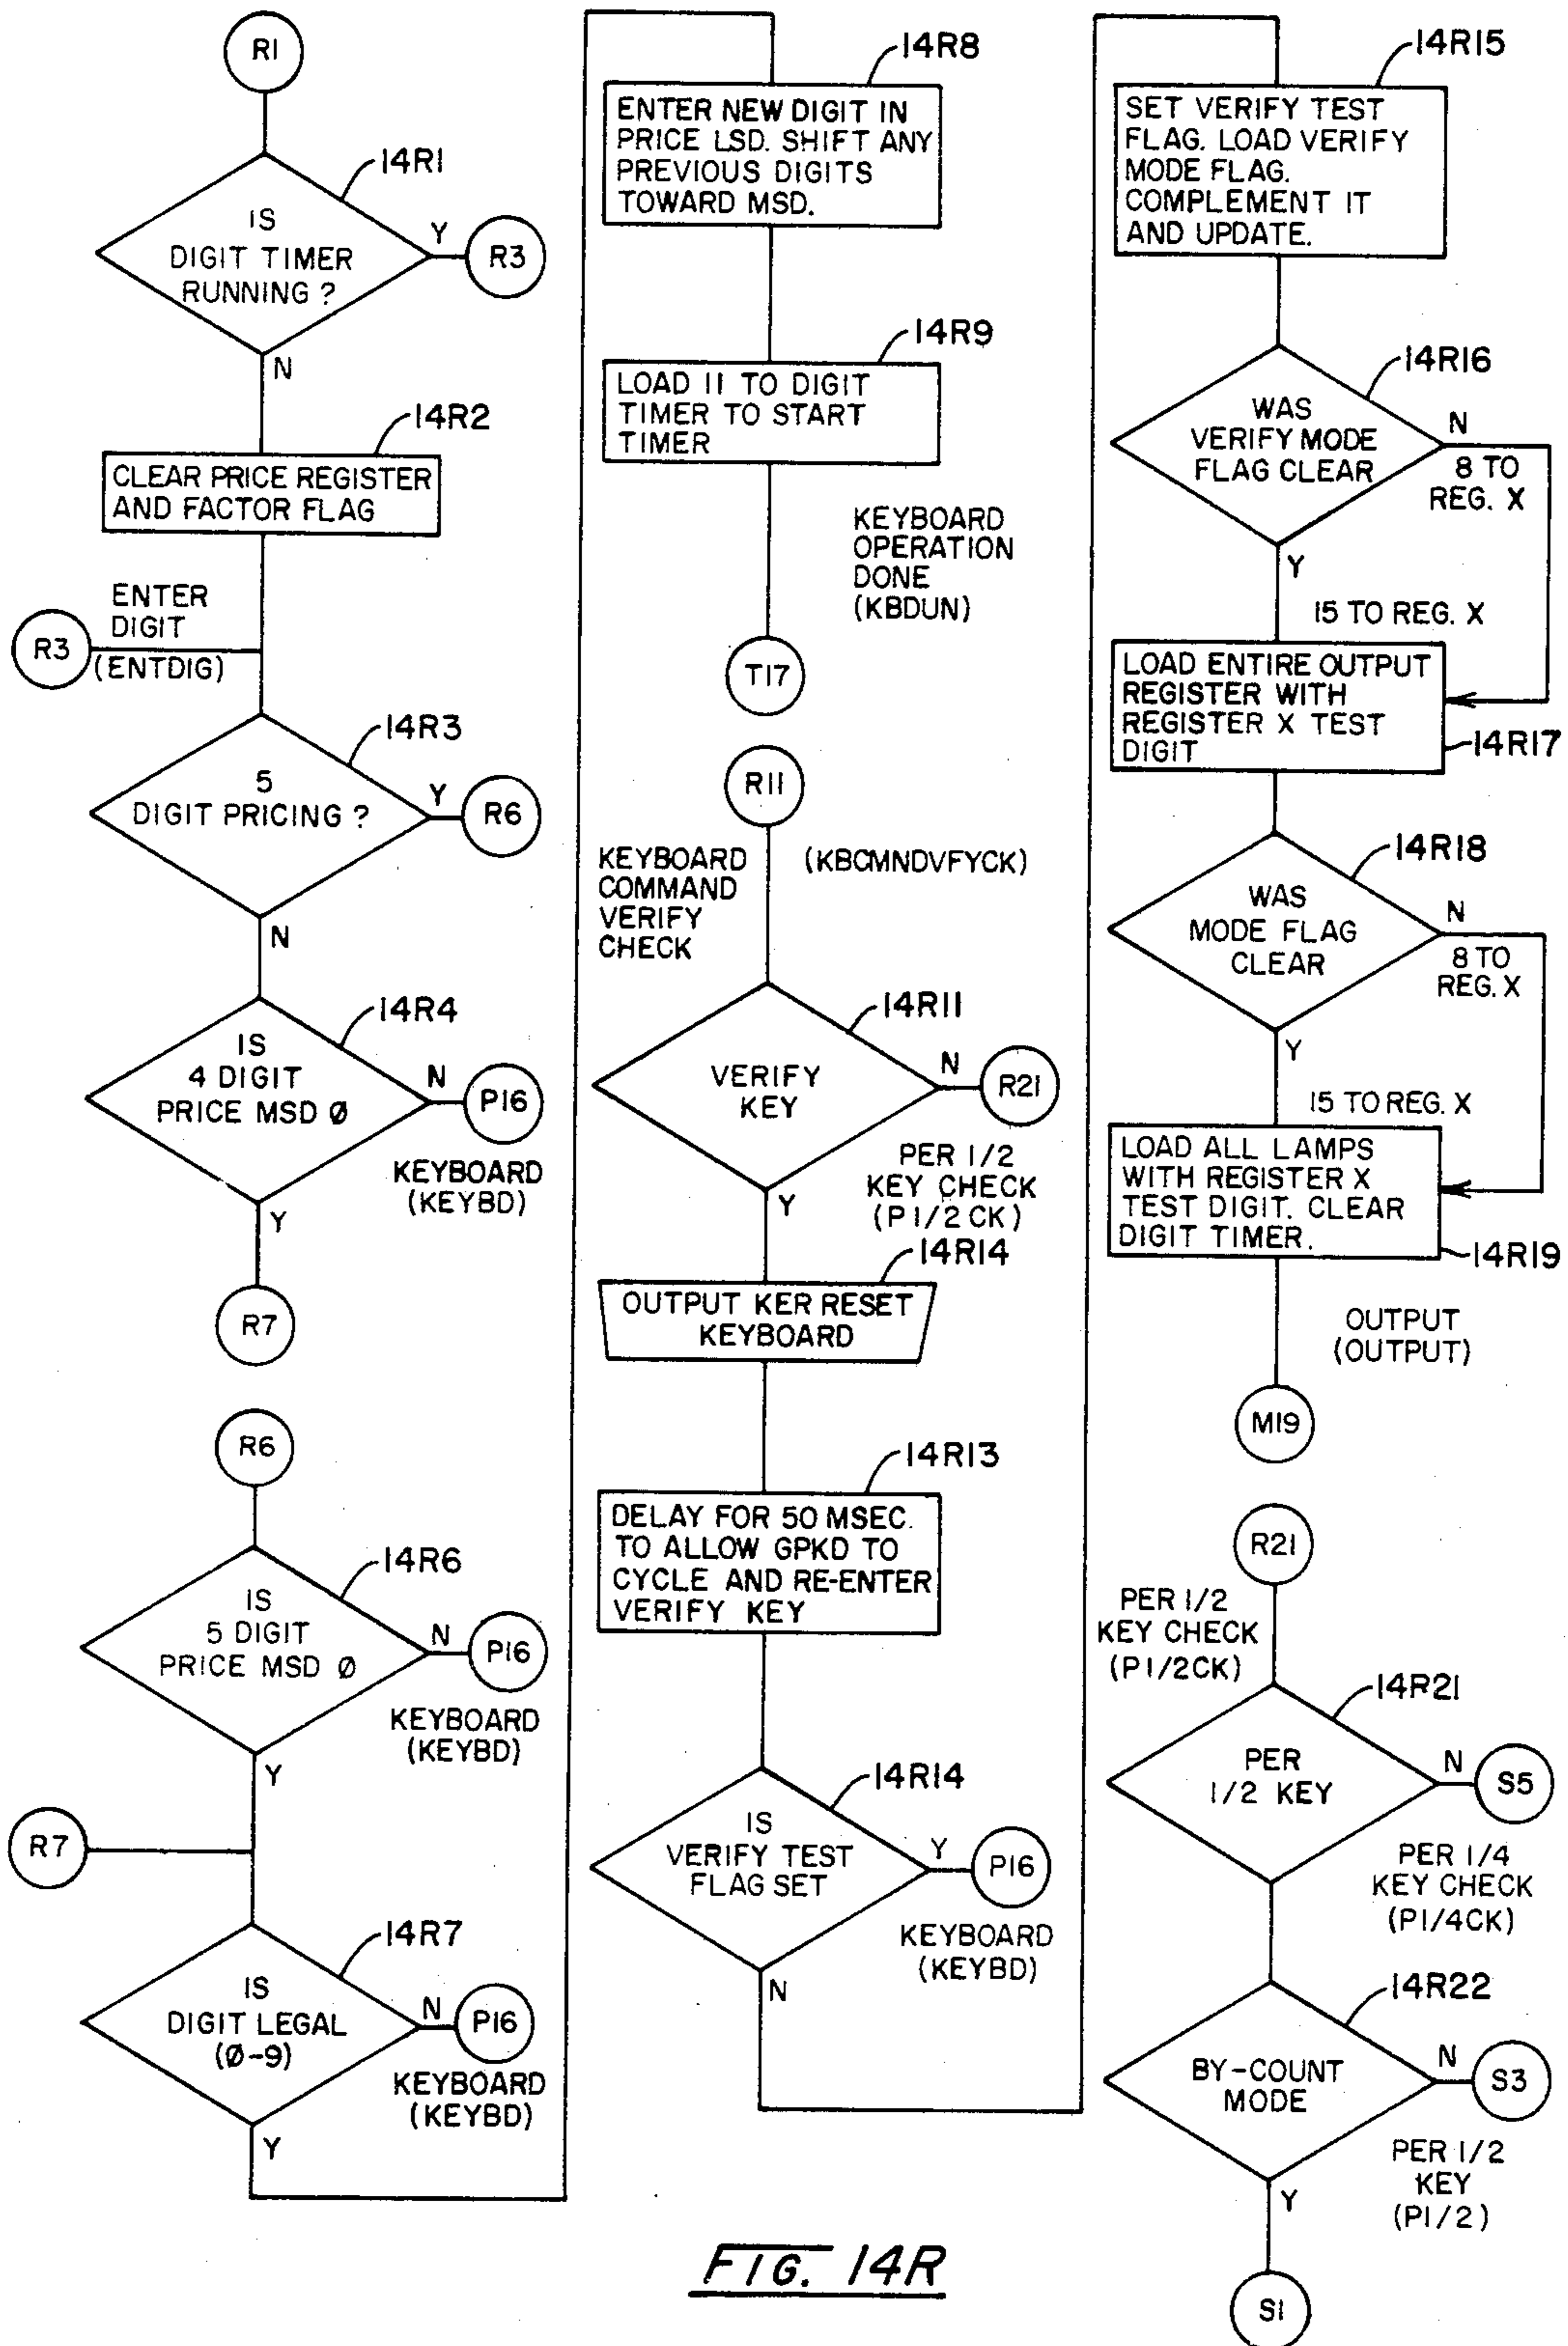 R1
14R1
IS
DIGIT TIMER
RUNNING ?
Y
R3
N
14R2
CLEAR PRICE REGISTER
AND FACTOR FLAG
ENTER
DIGIT
R3
(ENTDIG)
14R3
5
DIGIT PRICING ?
Y
R6
N
14R4
IS
4 DIGIT
PRICE MSD Ø
N
P16
KEYBOARD
(KEYBD)
Y
R7
R6
14R6
IS
5 DIGIT
PRICE MSD Ø
N
P16
KEYBOARD
(KEYBD)
Y
R7
14R7
IS
DIGIT LEGAL
(Ø-9)
N
P16
KEYBOARD
(KEYBD)
Y
14R8
ENTER NEW DIGIT IN
PRICE LSD. SHIFT ANY
PREVIOUS DIGITS
TOWARD MSD.
14R9
LOAD 11 TO DIGIT
TIMER TO START
TIMER
KEYBOARD
OPERATION
DONE
(KBDUN)
T17
R11
KEYBOARD
COMMAND
VERIFY
CHECK
(KBCMNDVFYCK)
14R11
VERIFY
KEY
N
R21
PER 1/2
KEY CHECK
(P1/2 CK)
Y
14R14
OUTPUT KER RESET
KEYBOARD
14R13
DELAY FOR 50 MSEC.
TO ALLOW GPKD TO
CYCLE AND RE-ENTER
VERIFY KEY
14R14
IS
VERIFY TEST
FLAG SET
Y
P16
KEYBOARD
(KEYBD)
N
14R15
SET VERIFY TEST
FLAG. LOAD VERIFY
MODE FLAG.
COMPLEMENT IT
AND UPDATE.
14R16
WAS
VERIFY MODE
FLAG CLEAR
N
8 TO
REG. X
Y
15 TO REG. X
LOAD ENTIRE OUTPUT
REGISTER WITH
REGISTER X TEST
DIGIT
14R17
14R18
WAS
MODE FLAG
CLEAR
N
8 TO
REG. X
Y
15 TO REG. X
LOAD ALL LAMPS
WITH REGISTER X
TEST DIGIT. CLEAR
DIGIT TIMER.
14R19
OUTPUT
(OUTPUT)
M19
R21
PER 1/2
KEY CHECK
(P1/2CK)
14R21
PER
1/2 KEY
N
S5
PER 1/4
KEY CHECK
(P1/4CK)
14R22
BY-COUNT
MODE
N
S3
PER 1/2
KEY
(P1/2)
Y
S1
FIG. 14R